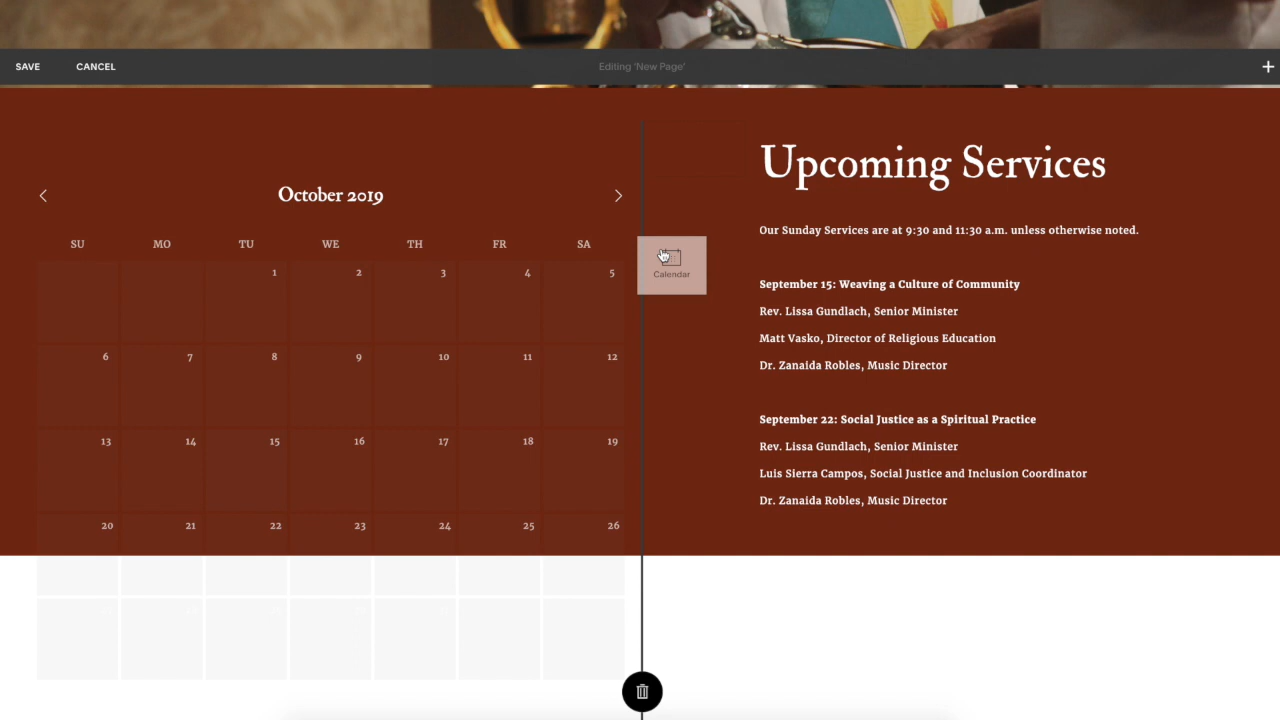 SAVE CANCEL Editing 'New Page' +
October 2019
SU MO TU WE TH FR SA
1 2 3 4 5
6 7 8 9 10 11 12
13 14 15 16 17 18 19
20 21 22 23 24 25 26
Calendar
Upcoming Services
Our Sunday Services are at 9:30 and 11:30 a.m. unless otherwise noted.
September 15: Weaving a Culture of Community
Rev. Lissa Gundlach, Senior Minister
Matt Vasko, Director of Religious Education
Dr. Zanaida Robles, Music Director
September 22: Social Justice as a Spiritual Practice
Rev. Lissa Gundlach, Senior Minister
Luis Sierra Campos, Social Justice and Inclusion Coordinator
Dr. Zanaida Robles, Music Director